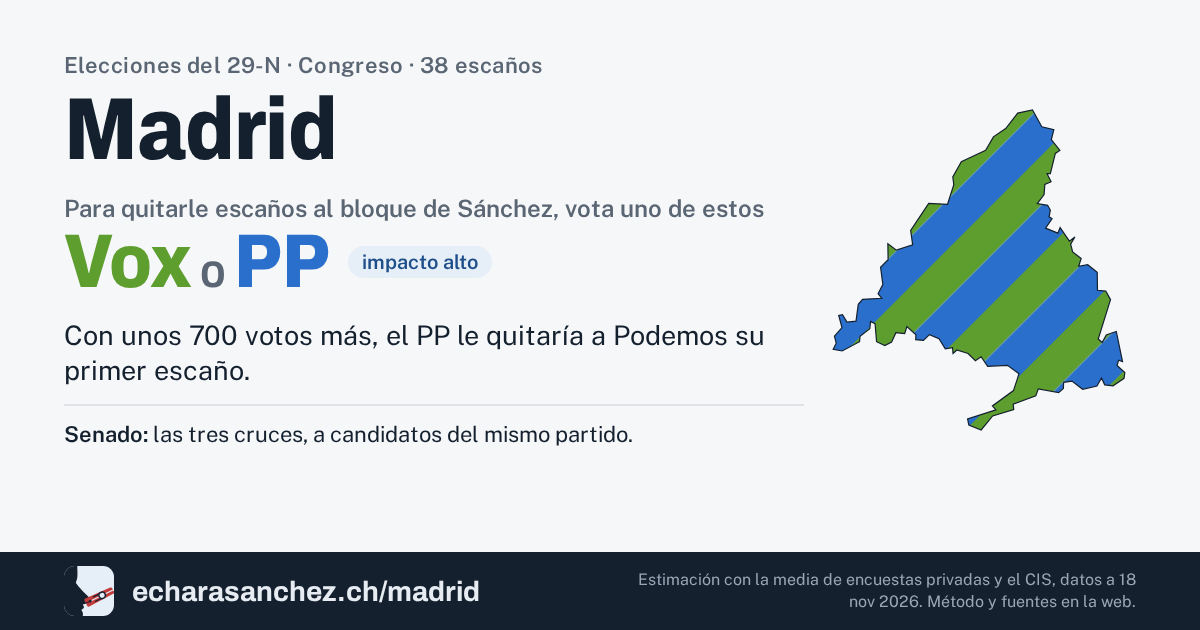 Elecciones del 29-N · Congreso · 38 escaños
Madrid
Para quitarle escaños al bloque de Sánchez, vota uno de estos
Vox o PP impacto alto
Con unos 700 votos más, el PP le quitaría a Podemos su
primer escaño.
Senado: las tres cruces, a candidatos del mismo partido.
echarasanchez.ch/madrid
Estimación con la media de encuestas privadas y el CIS, datos a 18
nov 2026. Método y fuentes en la web.